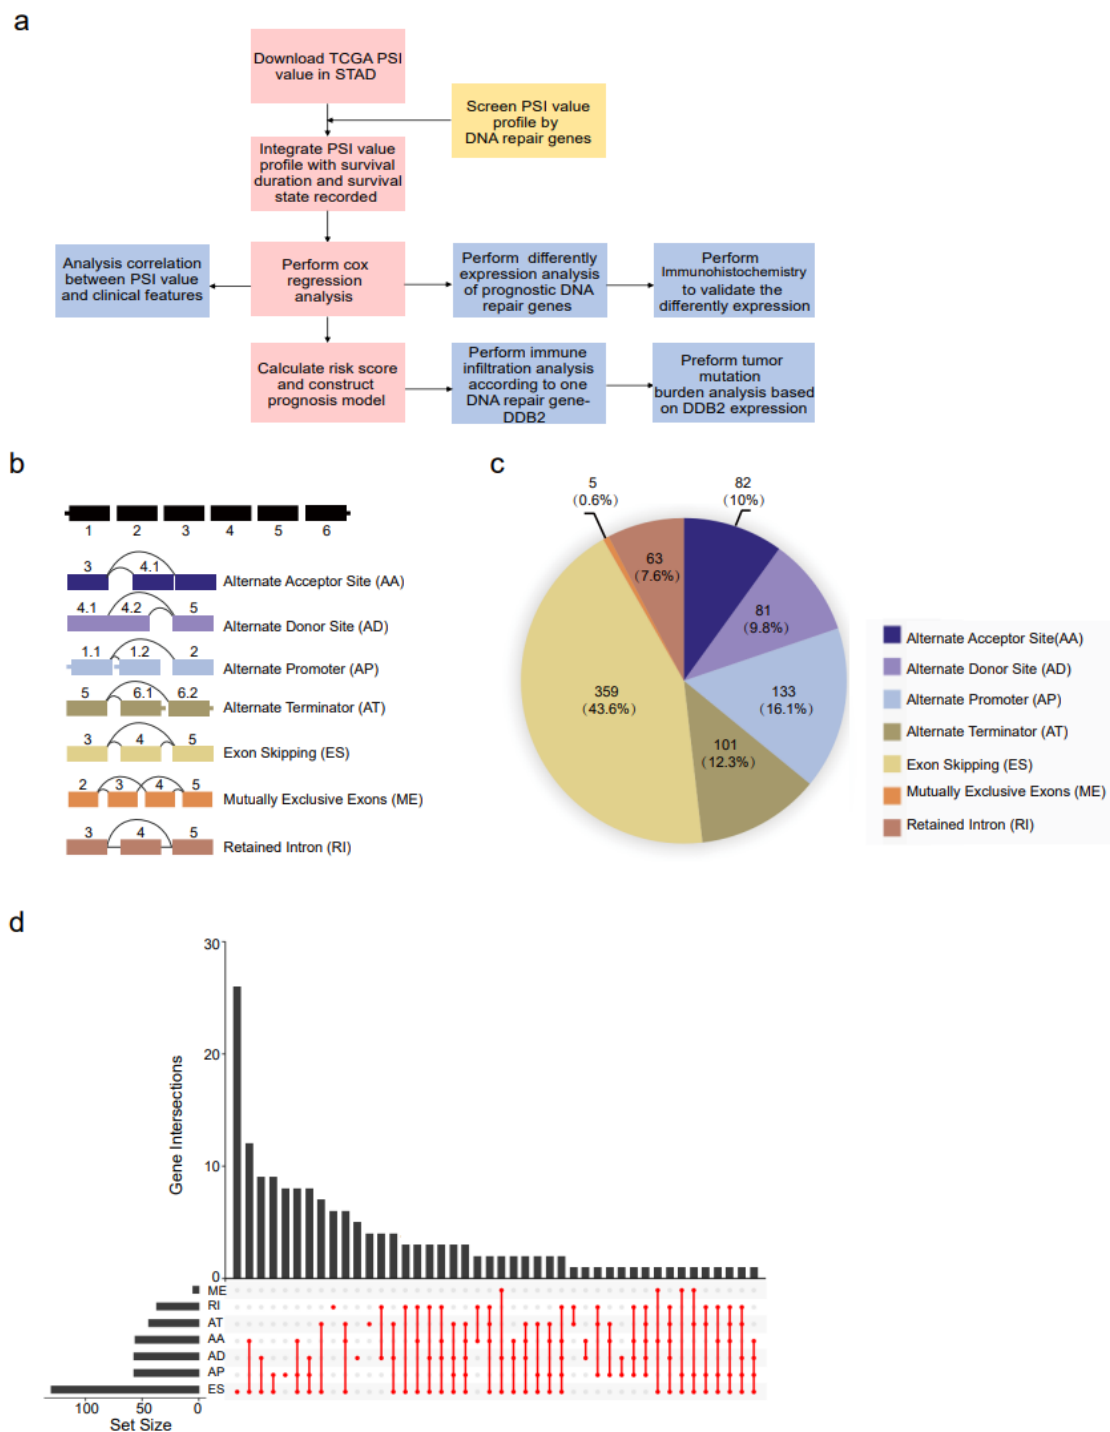 a
Download TCGA PSI
value in STAD
Screen PSI value
profile by
DNA repair genes
Integrate PSI value
profile with survival
duration and survival
state recorded
Analysis correlation
between PSI value
and clinical features
Perform cox
regression
analysis
Perform differently
expression analysis
of prognostic DNA
repair genes
Perform
Immunohistochemistry
to validate the
differently expression
Calculate risk score
and construct
prognosis model
Perform immune
infiltration analysis
according to one
DNA repair gene-
DDB2
Preform tumor
mutation
burden analysis based
on DDB2 expression
b
1 2 3 4 5 6
3 4.1
Alternate Acceptor Site (AA)
4.1 4.2 5
Alternate Donor Site (AD)
1.1 1.2 2
Alternate Promoter (AP)
5 6.1 6.2
Alternate Terminator (AT)
3 4 5
Exon Skipping (ES)
2 3 4 5
Mutually Exclusive Exons (ME)
3 4 5
Retained Intron (RI)
c
5
(0.6%)
82
(10%)
63
(7.6%)
81
(9.8%)
133
(16.1%)
101
(12.3%)
359
(43.6%)
Alternate Acceptor Site(AA)
Alternate Donor Site (AD)
Alternate Promoter (AP)
Alternate Terminator (AT)
Exon Skipping (ES)
Mutually Exclusive Exons (ME)
Retained Intron (RI)
d
30
20
10
0
Gene Intersections
ME
RI
AT
AA
AD
AP
ES
100 50 0
Set Size